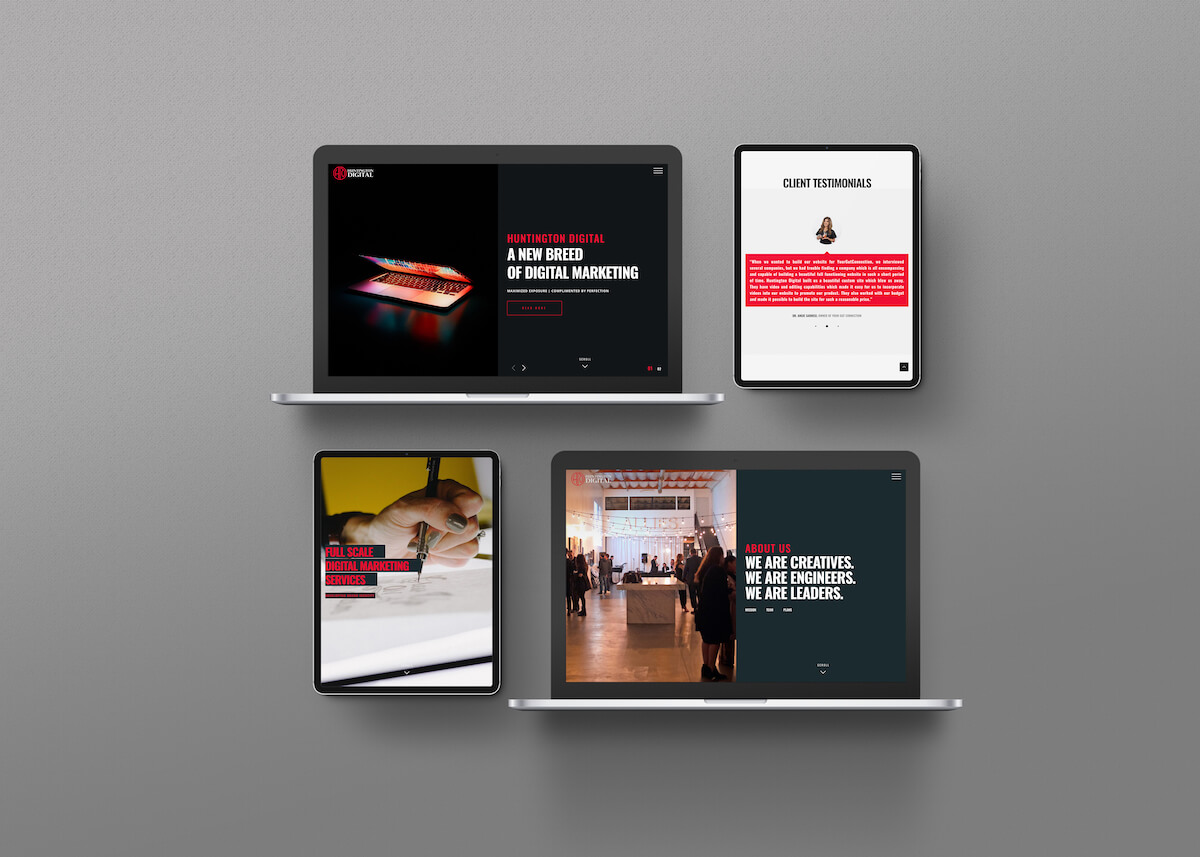 HUNTINGTON
DIGITAL
HUNTINGTON DIGITAL
A NEW BREED
OF DIGITAL MARKETING
MAXIMIZED EXPOSURE | COMPLIMENTED BY PERFECTION
READ MORE
SCROLL
01 02
CLIENT TESTIMONIALS
"When we wanted to build our website for YourGutConnection, we interviewed
several companies, but we had trouble finding a company which is all encompassing
and capable of building a beautiful full functioning website in such a short period
of time. Huntington Digital built us a beautiful custom site which blew us away.
They have video and editing capabilities which made it easy for us to incorporate
videos into our website to promote our product. They also worked with our budget
and made it possible to build the site for such a reasonable price."
FULL SCALE
DIGITAL MARKETING
SERVICES
DIGITAL
ABOUT US
WE ARE CREATIVES.
WE ARE ENGINEERS.
WE ARE LEADERS.
MISSION TEAM PLANS
SCROLL